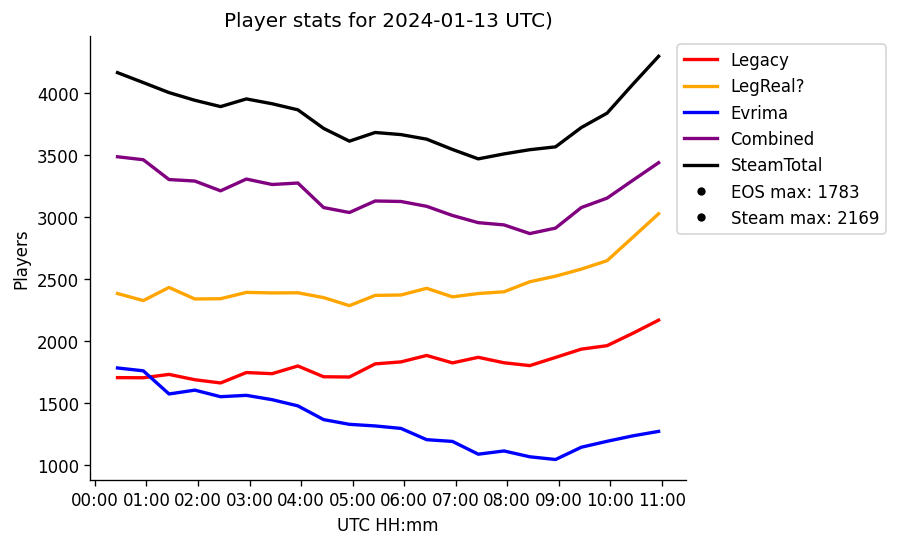 Player stats for 2024-01-13 UTC)
Legacy
LegReal?
Evrima
Combined
SteamTotal
EOS max: 1783
Steam max: 2169
Players
4000
3500
3000
2500
2000
1500
1000
00:00 01:00 02:00 03:00 04:00 05:00 06:00 07:00 08:00 09:00 10:00 11:00
UTC HH:mm